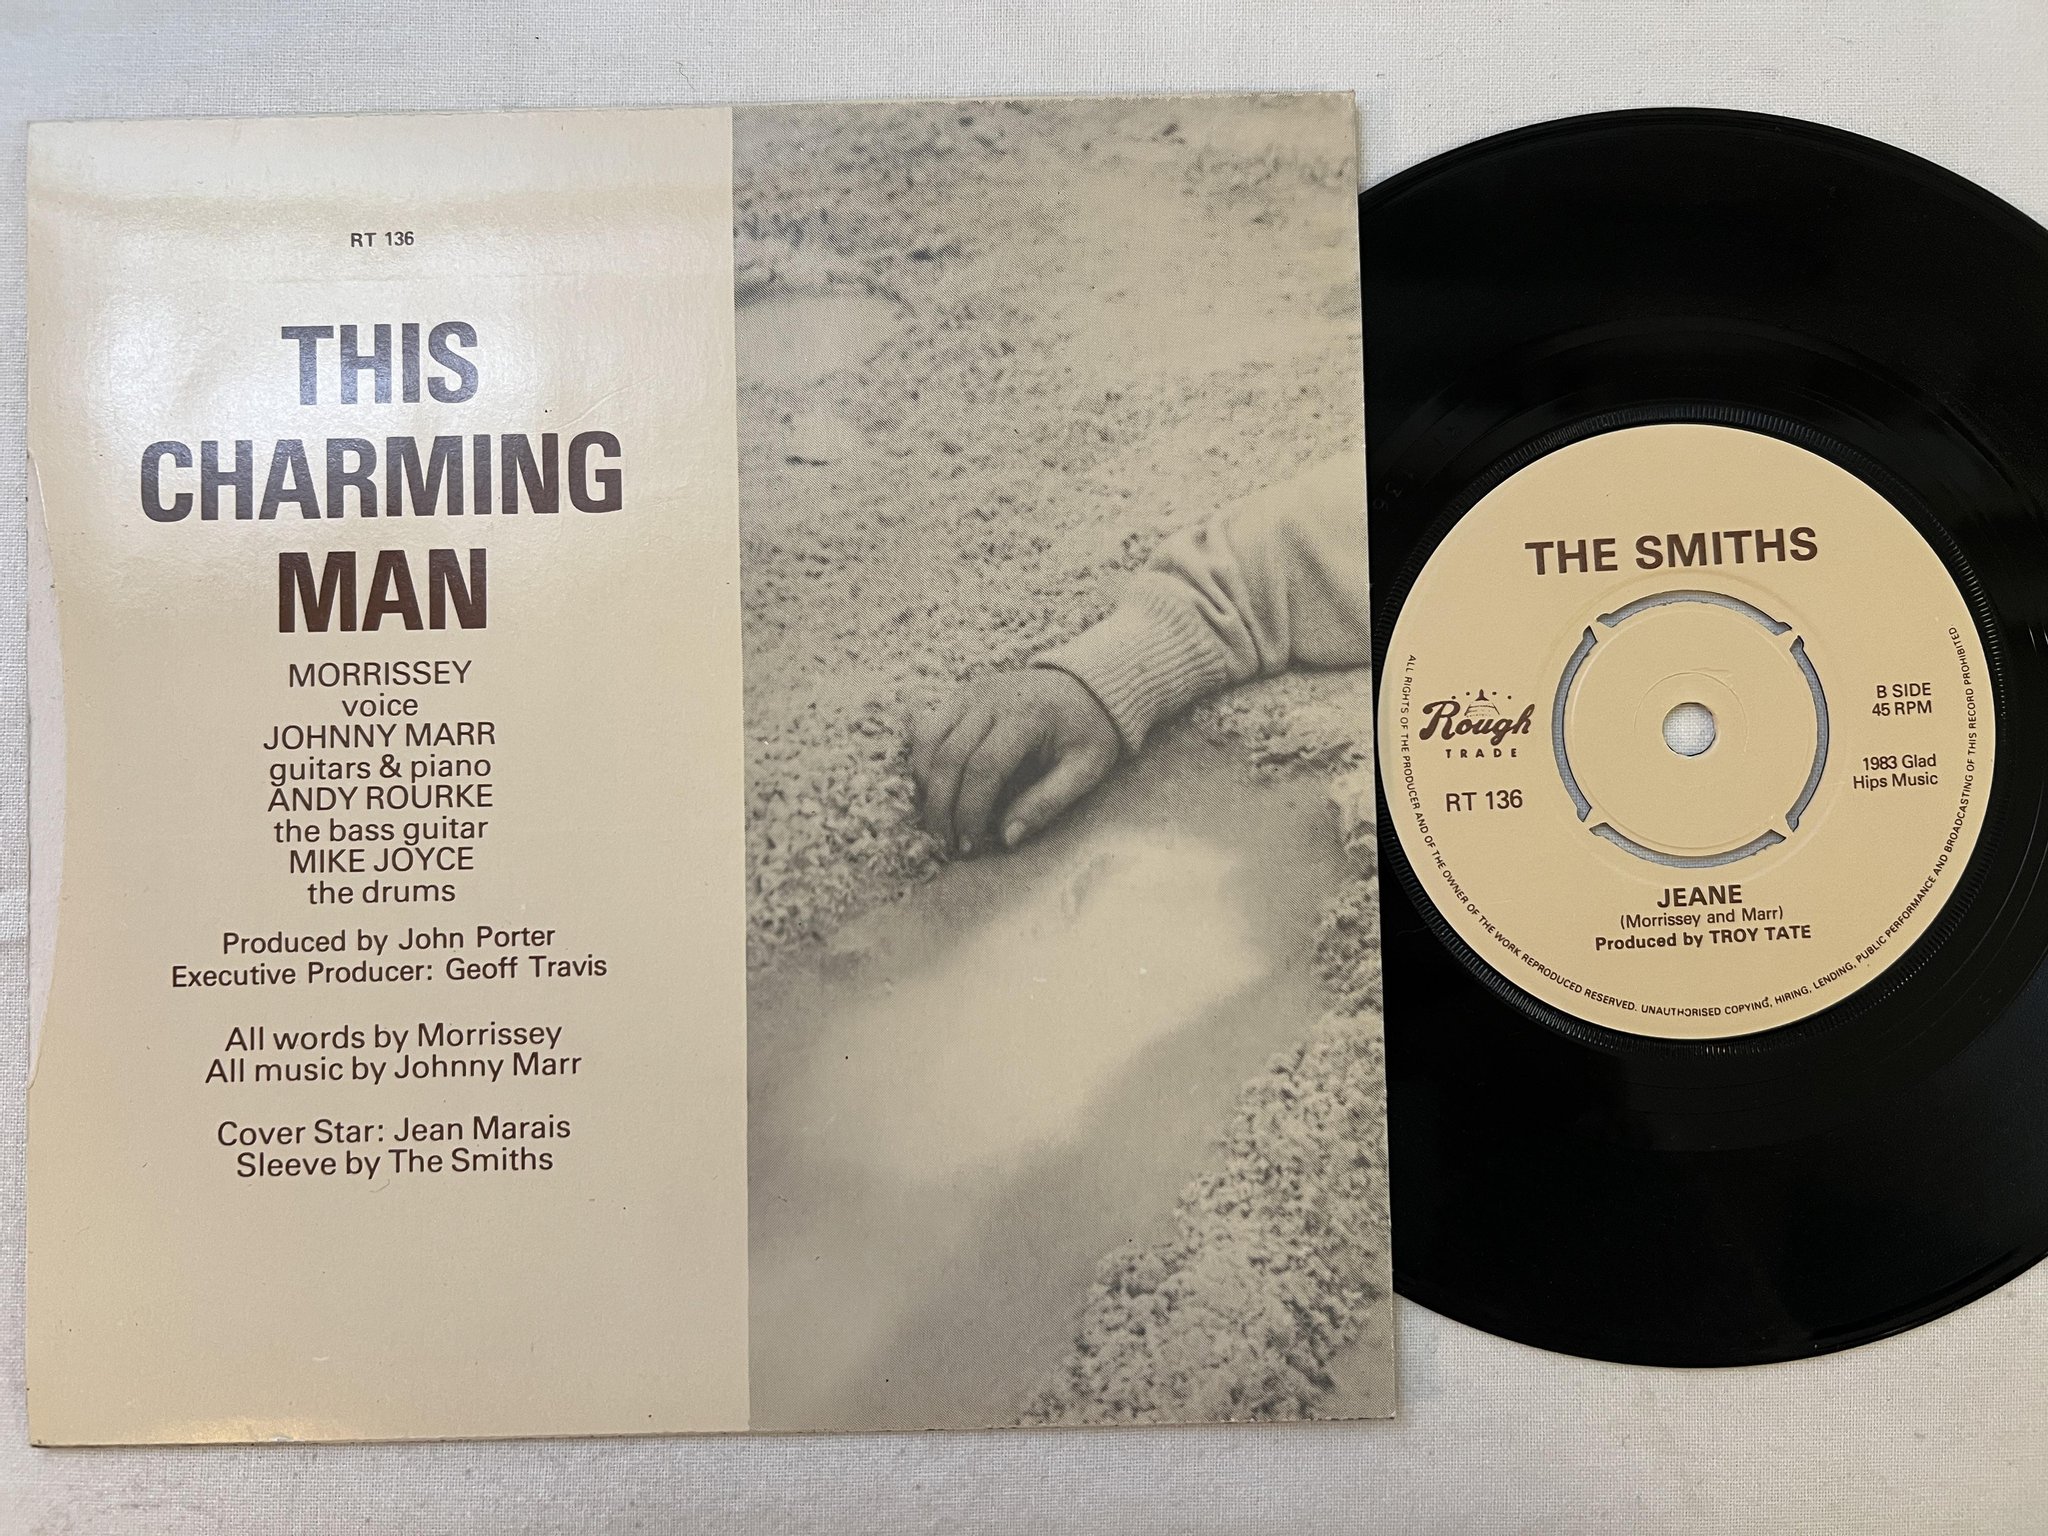 RT 136
THIS
CHARMING
MAN
MORRISSEY
voice
JOHNNY MARR
guitars & piano
ANDY ROURKE
the bass guitar
MIKE JOYCE
the drums
Produced by John Porter
Executive Producer: Geoff Travis
All words by Morrissey
All music by Johnny Marr
Cover Star: Jean Marais
Sleeve by The Smiths
THE SMITHS
Rough
TRADE
RT 136
B SIDE
45 RPM
1983 Glad
Hips Music
JEANE
(Morrissey and Marr)
Produced by TROY TATE
ALL RIGHTS OF THE PRODUCER AND OF THE OWNER OF THE WORK REPRODUCED RESERVED. UNAUTHORISED COPYING, HIRING, LENDING, PUBLIC PERFORMANCE AND BROADCASTING OF THIS RECORD PROHIBITED